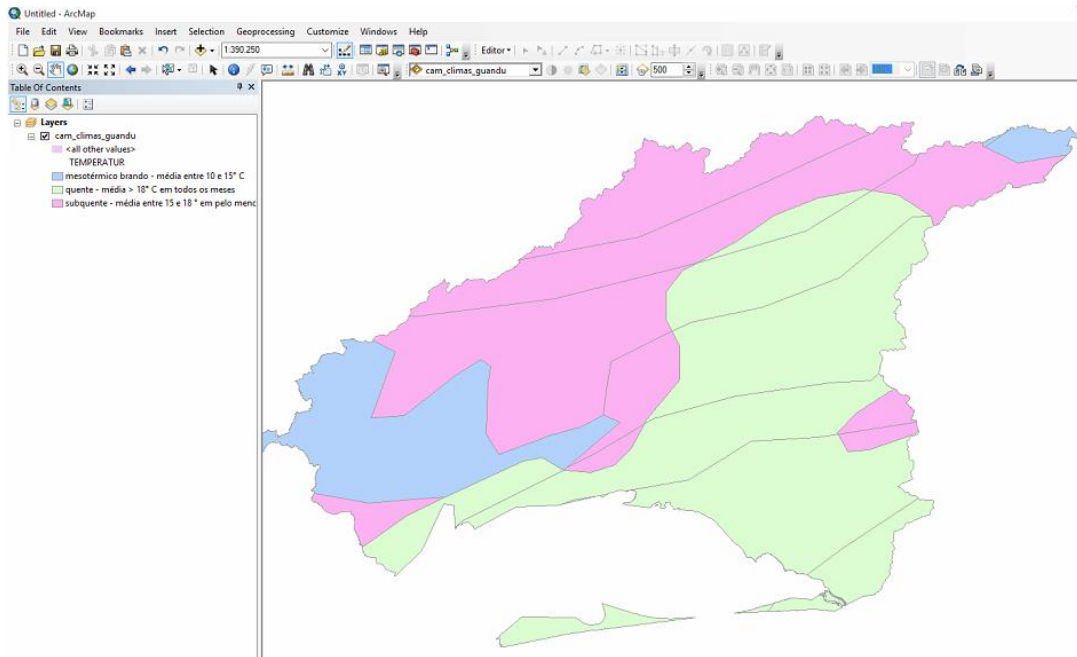 Untitled - ArcMap
File Edit View Bookmarks Insert Selection Geoprocessing Customize Windows Help
1:390.250 Editor
cam_climas_guandu 500
Table Of Contents
Layers
cam_climas_guandu
<all other values>
TEMPERATUR
mesotérmico brando - média entre 10 e 15° C
quente - média > 18° C em todos os meses
subquente - média entre 15 e 18 ° em pelo menc